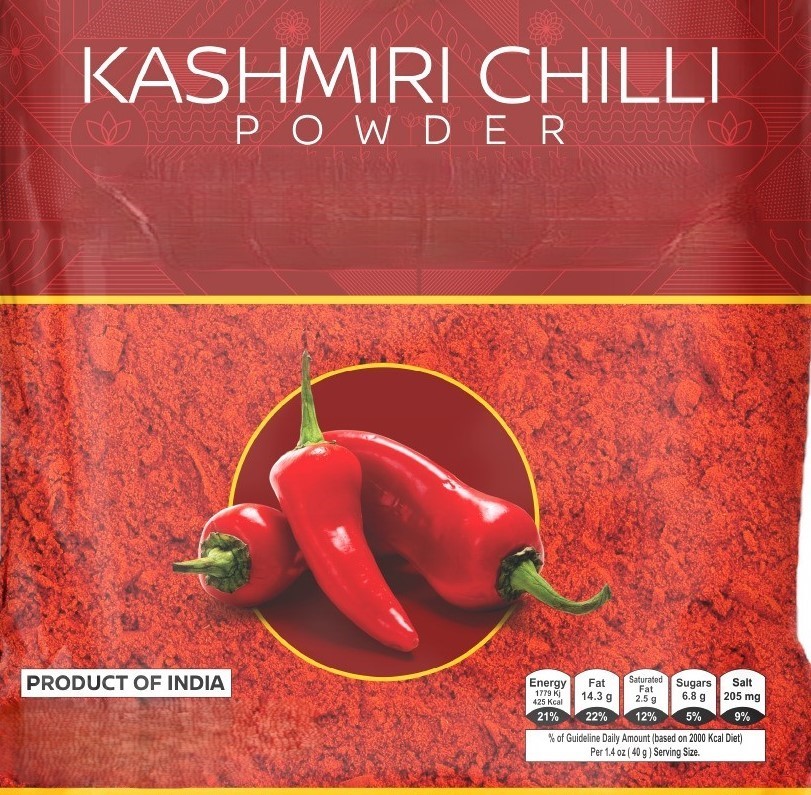 KASHMIRI CHILLI
POWDER
PRODUCT OF INDIA
Energy
1779 Kj
425 Kcal
21%
Fat
14.3 g
22%
Saturated
Fat
2.5 g
12%
Sugars
6.8 g
5%
Salt
205 mg
9%
% of Guideline Daily Amount (based on 2000 Kcal Diet)
Per 1.4 oz ( 40 g ) Serving Size.